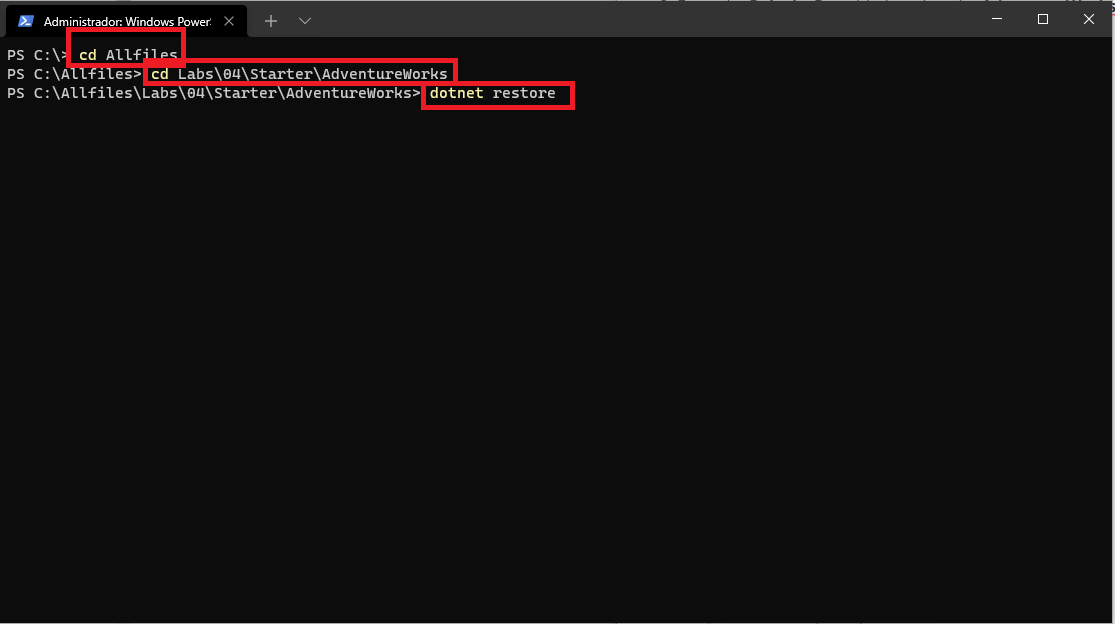 Administrador: Windows Power
PS C:\> cd Allfiles
PS C:\Allfiles> cd Labs\04\Starter\AdventureWorks
PS C:\Allfiles\Labs\04\Starter\AdventureWorks> dotnet restore